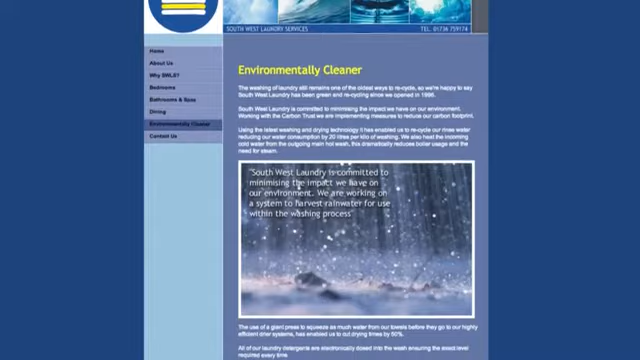 SOUTH WEST LAUNDRY SERVICES
TEL. 01736 759174
Home
About Us
Why SWLS?
Bedrooms
Bathrooms & Spas
Dining
Environmentally Cleaner
Contact Us
Environmentally Cleaner
The washing of laundry still remains one of the oldest ways to re-cycle, so we're happy to say
South West Laundry has been green and re-cycling since we opened in 1996.
South West Laundry is committed to minimising the impact we have on our environment.
Working with the Carbon Trust we are implementing measures to reduce our carbon footprint.
Using the latest washing and drying technology it has enabled us to re-cycle our rinse water
reducing our water consumption by 20 litres per kilo of washing. We also heat the incoming
cold water from the outgoing main hot wash, this dramatically reduces boiler usage and the
need for steam.
"South West Laundry is committed to
minimising the impact we have on
our environment. We are working on
a system to harvest rainwater for use
within the washing process"
The use of a giant press to squeeze as much water from our towels before they go to our highly
efficient drier systems, has enabled us to cut drying times by 50%.
All of our laundry detergents are electronically dosed into the wash ensuring the exact level
required every time.